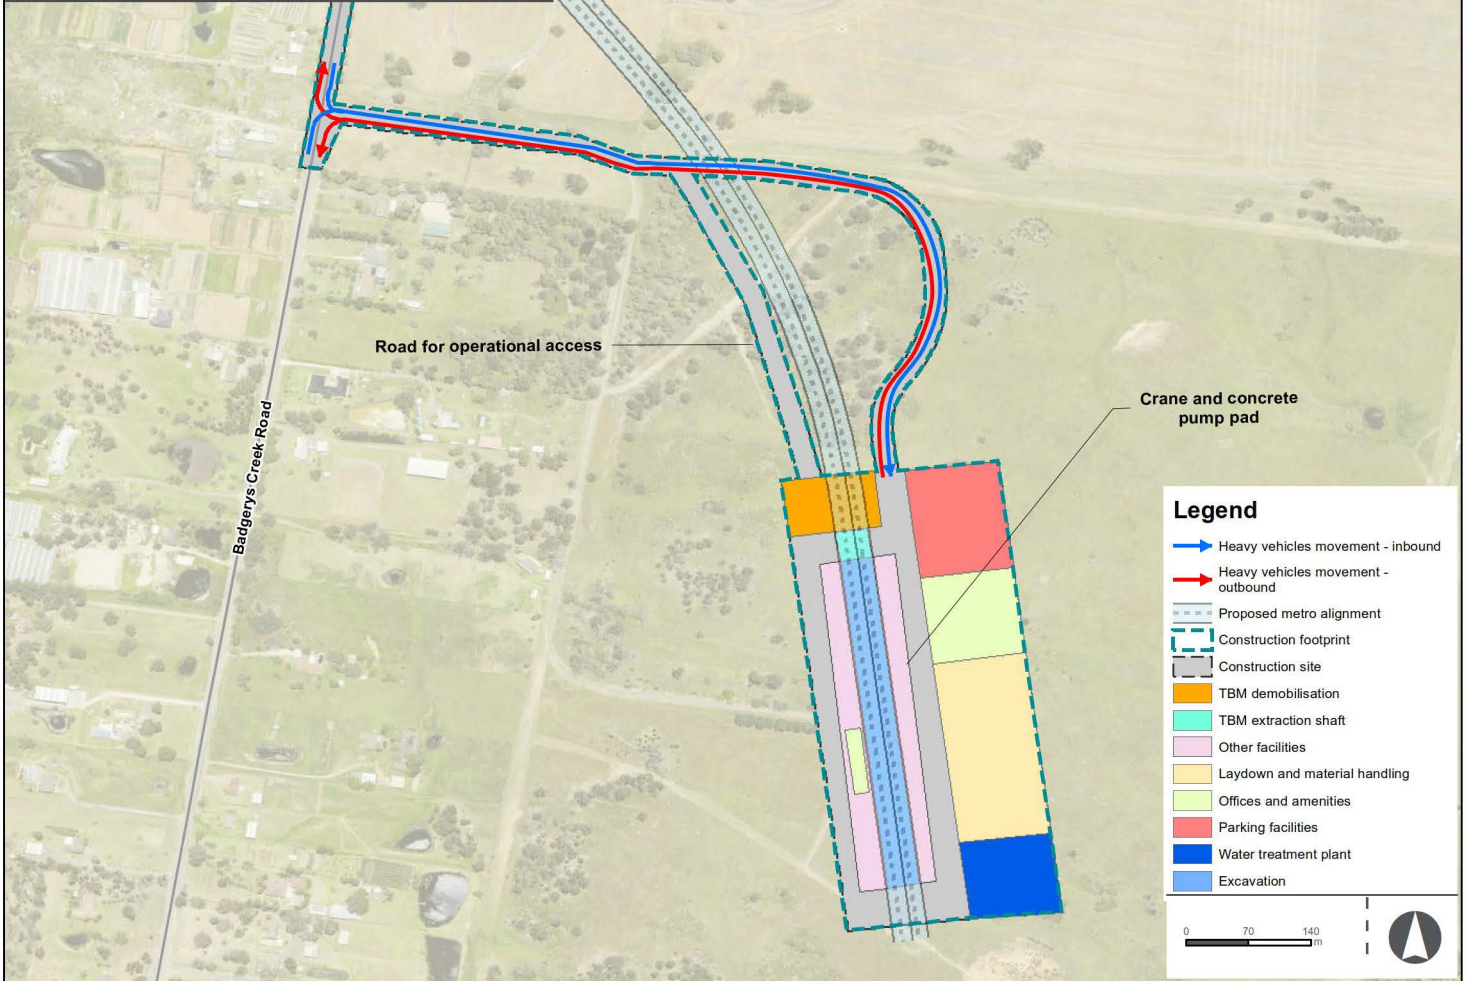 Road for operational access
Crane and concrete
pump pad
Badgerys Creek Road
Legend
Heavy vehicles movement - inbound
Heavy vehicles movement -
outbound
Proposed metro alignment
Construction footprint
Construction site
TBM demobilisation
TBM extraction shaft
Other facilities
Laydown and material handling
Offices and amenities
Parking facilities
Water treatment plant
Excavation
0 70 140
m